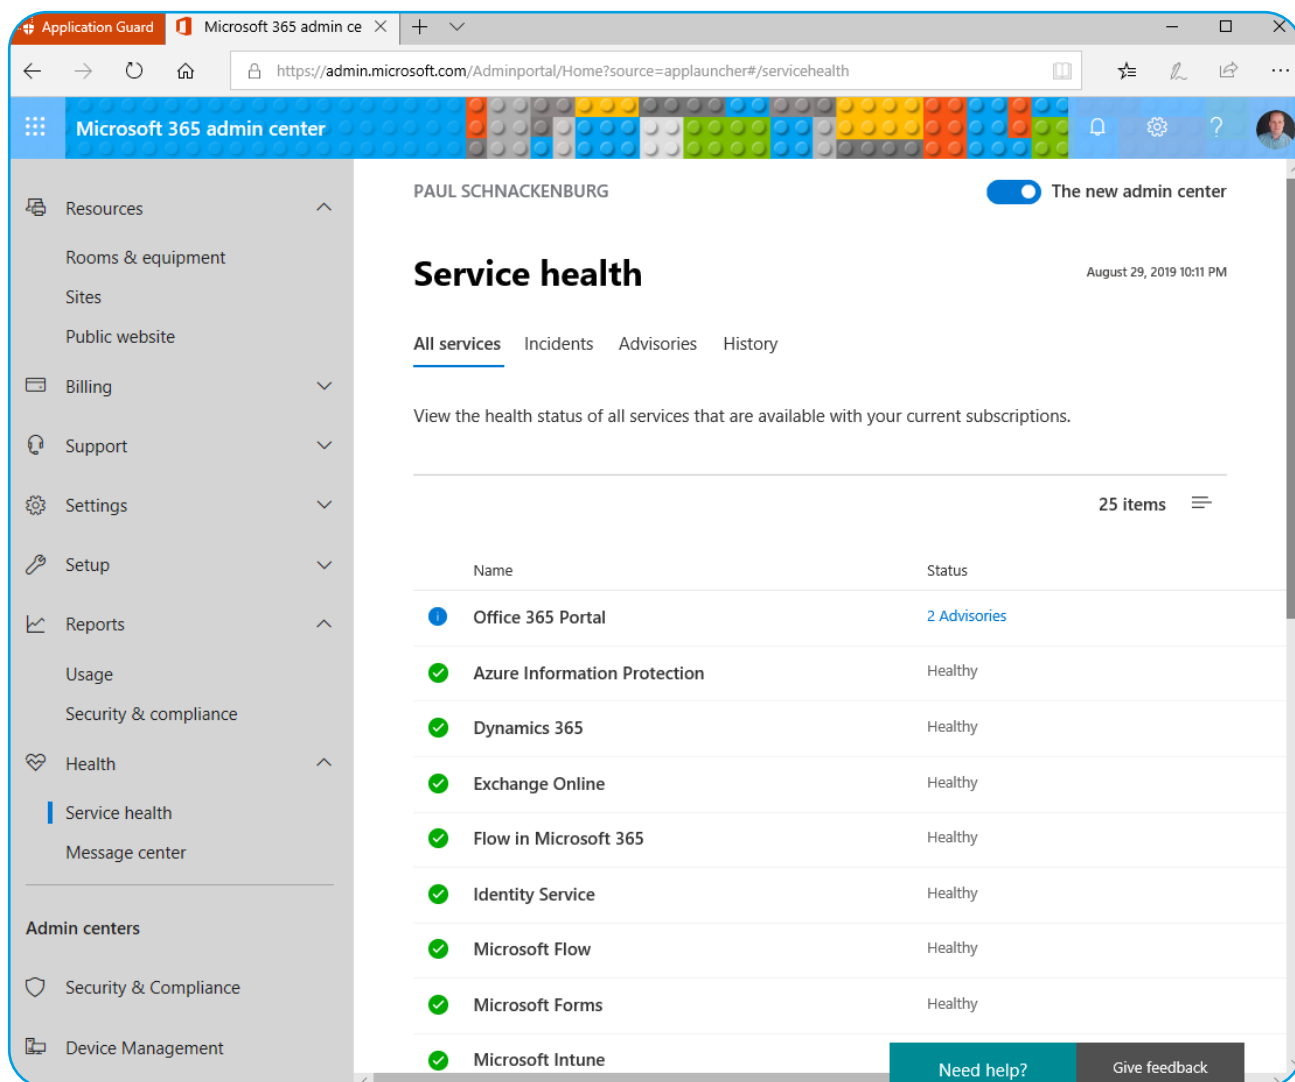 Application Guard
Microsoft 365 admin ce
https://admin.microsoft.com/Adminportal/Home?source=applauncher#/servicehealth
Microsoft 365 admin center
?
Resources
Rooms & equipment
Sites
Public website
Billing
Support
Settings
Setup
Reports
Usage
Security & compliance
Health
Service health
Message center
Admin centers
Security & Compliance
Device Management
PAUL SCHNACKENBURG
The new admin center
Service health
August 29, 2019 10:11 PM
All services Incidents Advisories History
View the health status of all services that are available with your current subscriptions.
25 items
Name Status
Office 365 Portal 2 Advisories
Azure Information Protection Healthy
Dynamics 365 Healthy
Exchange Online Healthy
Flow in Microsoft 365 Healthy
Identity Service Healthy
Microsoft Flow Healthy
Microsoft Forms Healthy
Microsoft Intune
Need help? Give feedback